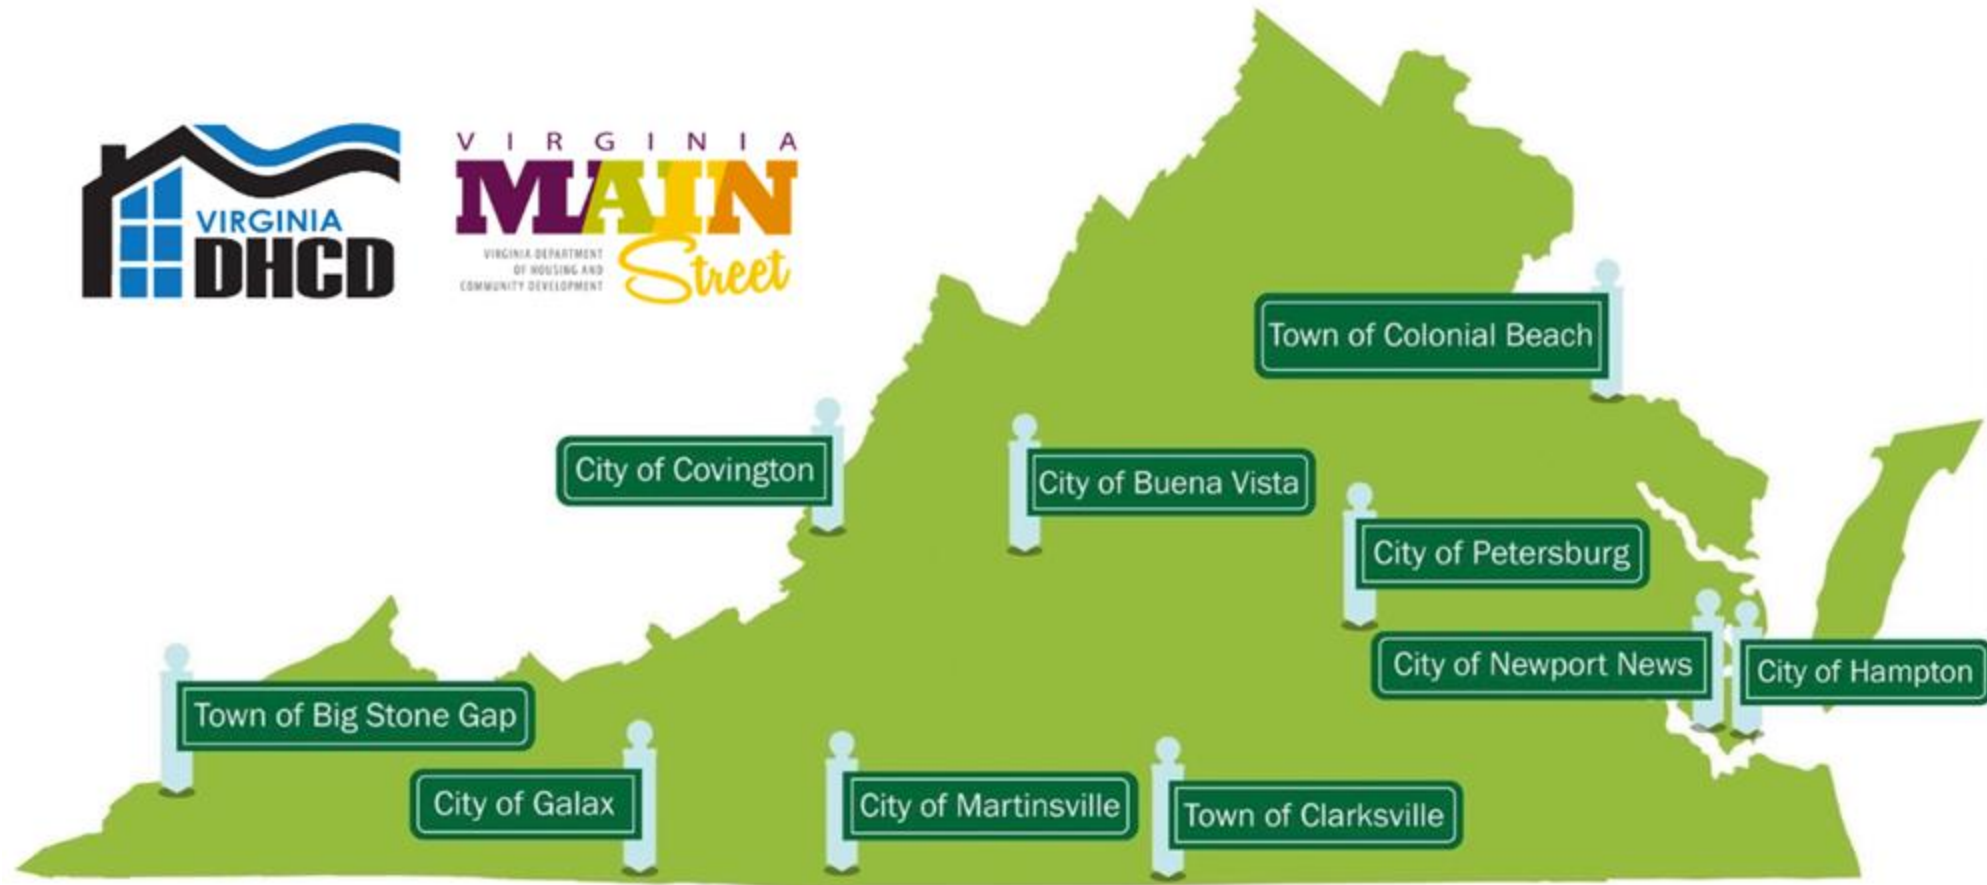 VIRGINIA
DHCD
VIRGINIA
MAIN
Street
VIRGINIA DEPARTMENT
OF HOUSING AND
COMMUNITY DEVELOPMENT
Town of Colonial Beach
City of Covington
City of Buena Vista
City of Petersburg
City of Newport News
City of Hampton
Town of Big Stone Gap
City of Galax
City of Martinsville
Town of Clarksville